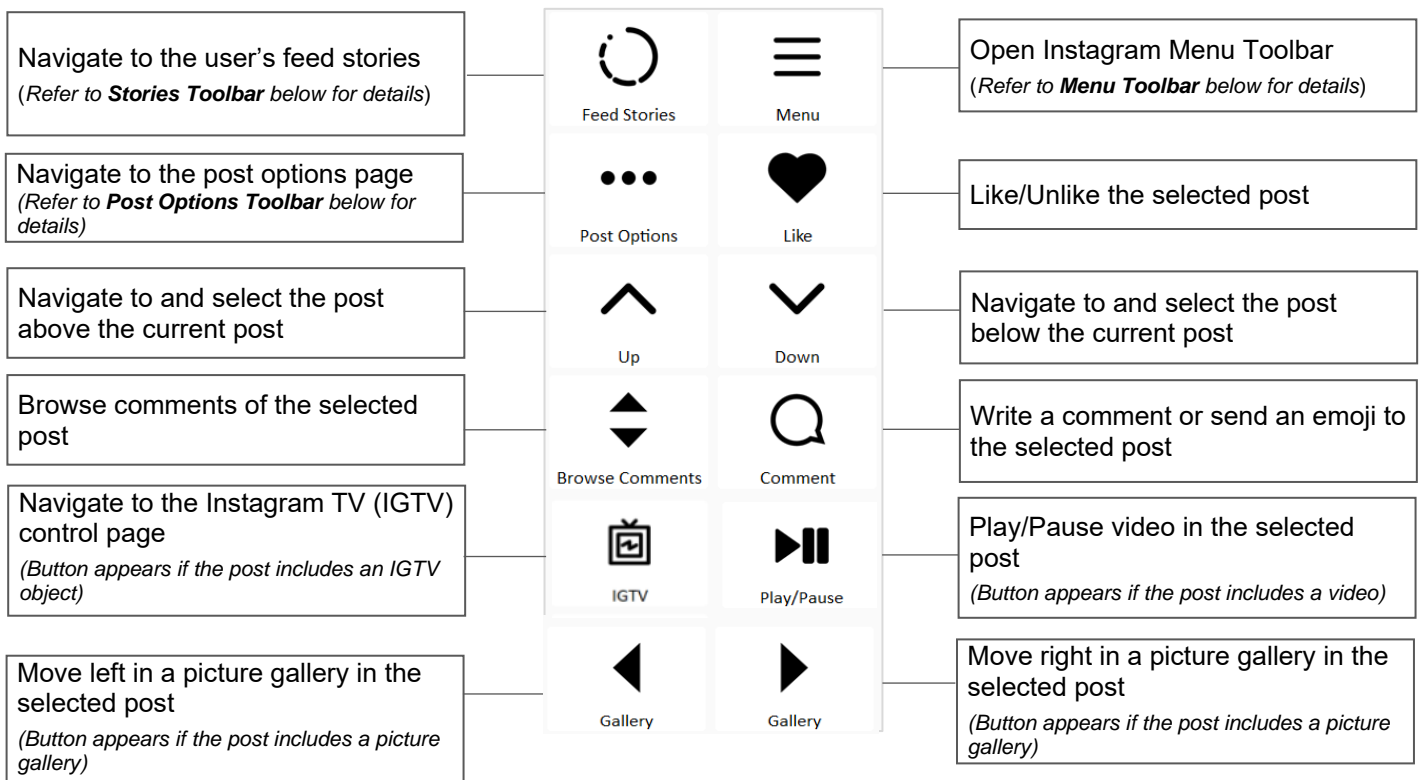 Navigate to the user’s feed stories
(Refer to Stories Toolbar below for details)
Feed Stories
Menu
Open Instagram Menu Toolbar
(Refer to Menu Toolbar below for details)
Navigate to the post options page
(Refer to Post Options Toolbar below for
details)
Post Options
Like
Like/Unlike the selected post
Navigate to and select the post
above the current post
Up
Down
Navigate to and select the post
below the current post
Browse comments of the selected
post
Browse Comments
Comment
Write a comment or send an emoji to
the selected post
Navigate to the Instagram TV (IGTV)
control page
(Button appears if the post includes an IGTV
object)
IGTV
Play/Pause
Play/Pause video in the selected
post
(Button appears if the post includes a video)
Move left in a picture gallery in the
selected post
(Button appears if the post includes a picture
gallery)
Gallery
Gallery
Move right in a picture gallery in the
selected post
(Button appears if the post includes a picture
gallery)